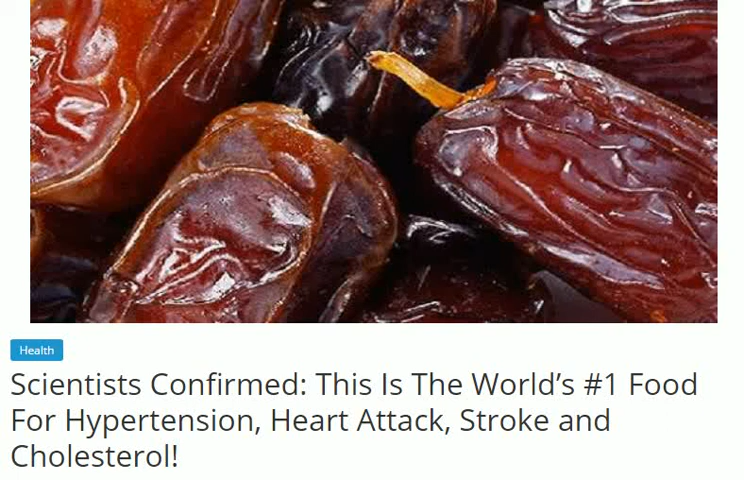 Health
Scientists Confirmed: This Is The World’s #1 Food
For Hypertension, Heart Attack, Stroke and
Cholesterol!